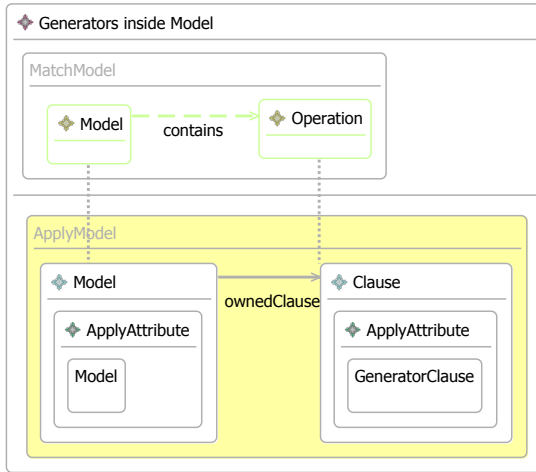 Generators inside Model
MatchModel
Model
Operation
contains
ApplyModel
Model
Clause
ownedClause
ApplyAttribute
ApplyAttribute
Model
GeneratorClause